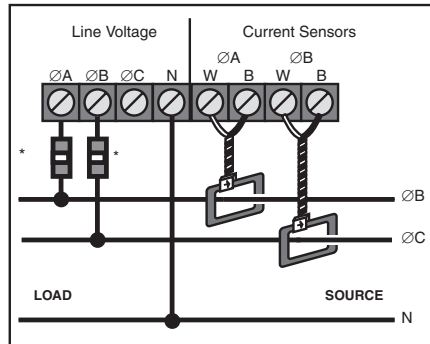 Line Voltage Current Sensors
ØA ØB
ØA ØB ØC N W B W B
* *
ØB
ØC
LOAD SOURCE
N